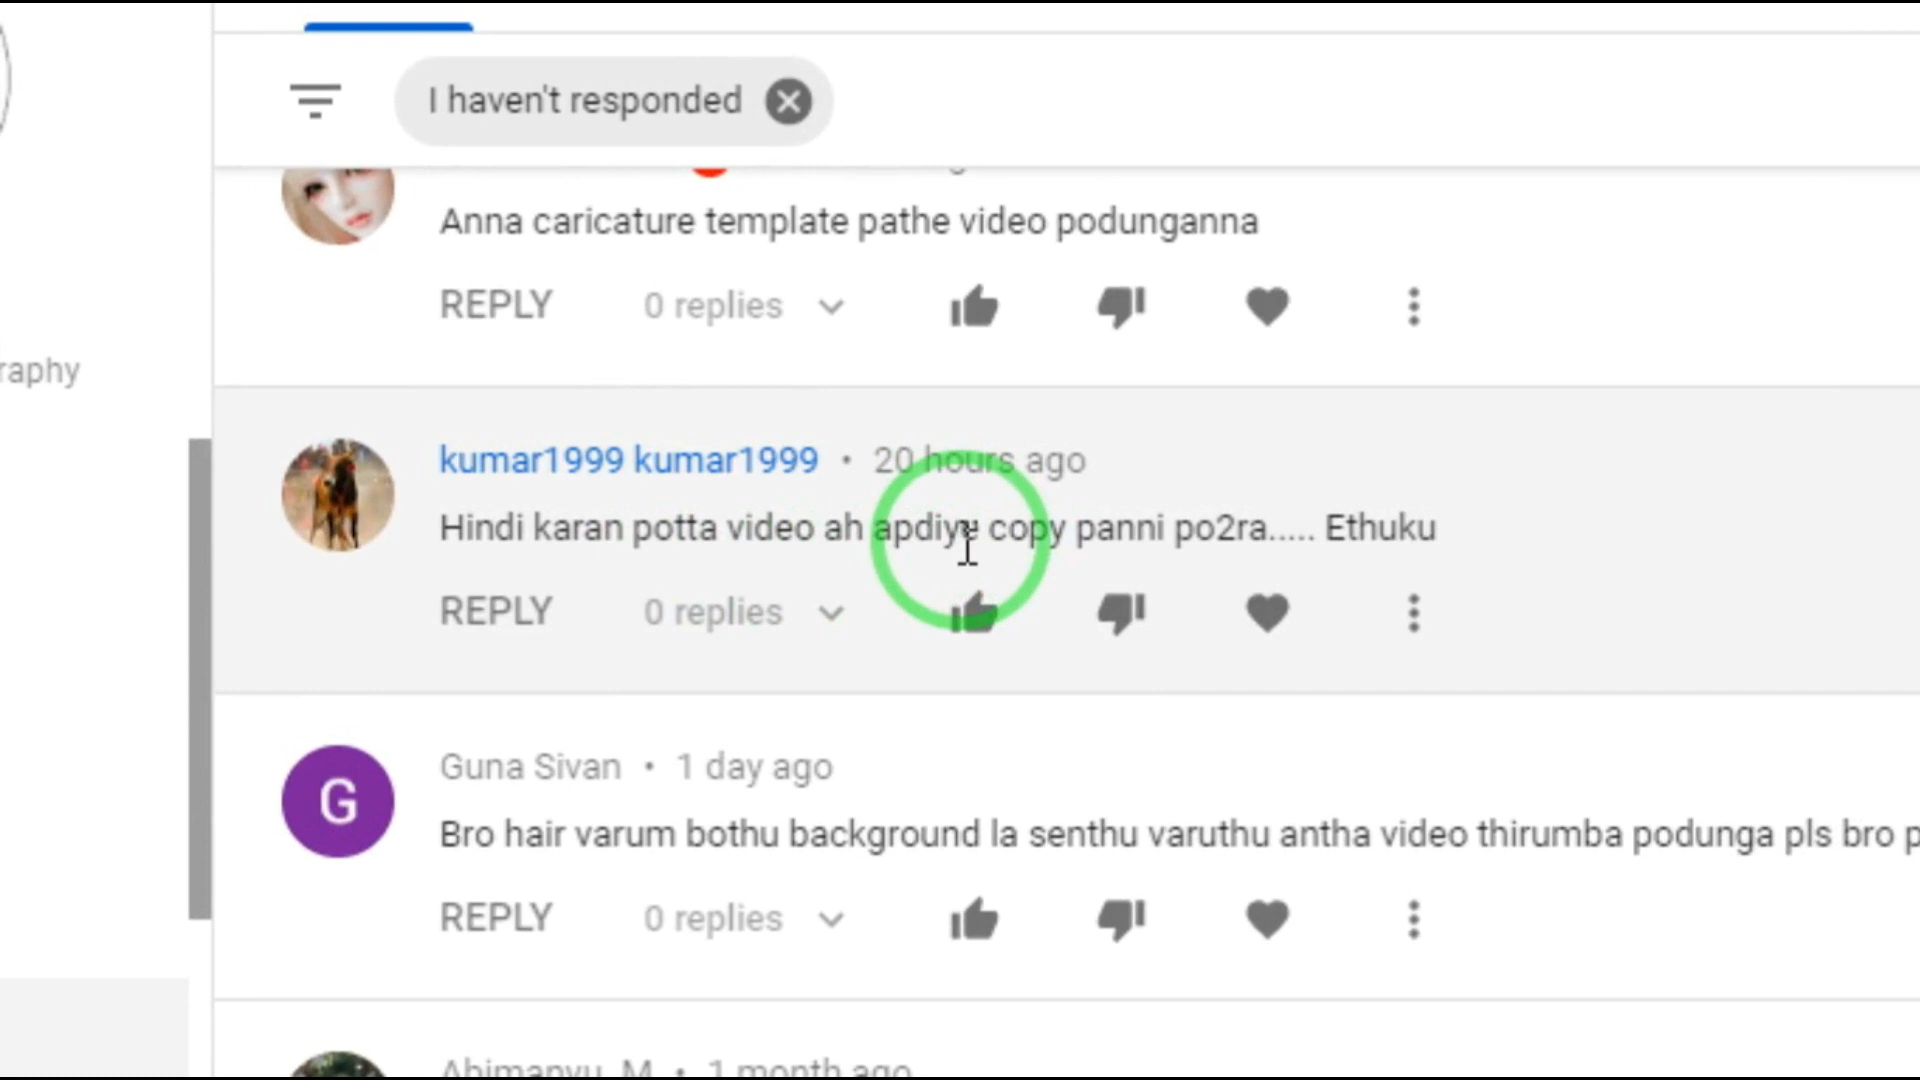 I haven't responded
Anna caricature template pathe video podunganna
REPLY 0 replies
raphy
kumar1999 kumar1999 • 20 hours ago
Hindi karan potta video ah apdiye copy panni po2ra..... Ethuku
REPLY 0 replies
G
Guna Sivan • 1 day ago
Bro hair varum bothu background la senthu varuthu antha video thirumba podunga pls bro p
REPLY 0 replies
Abimanyu M • 1 month ago